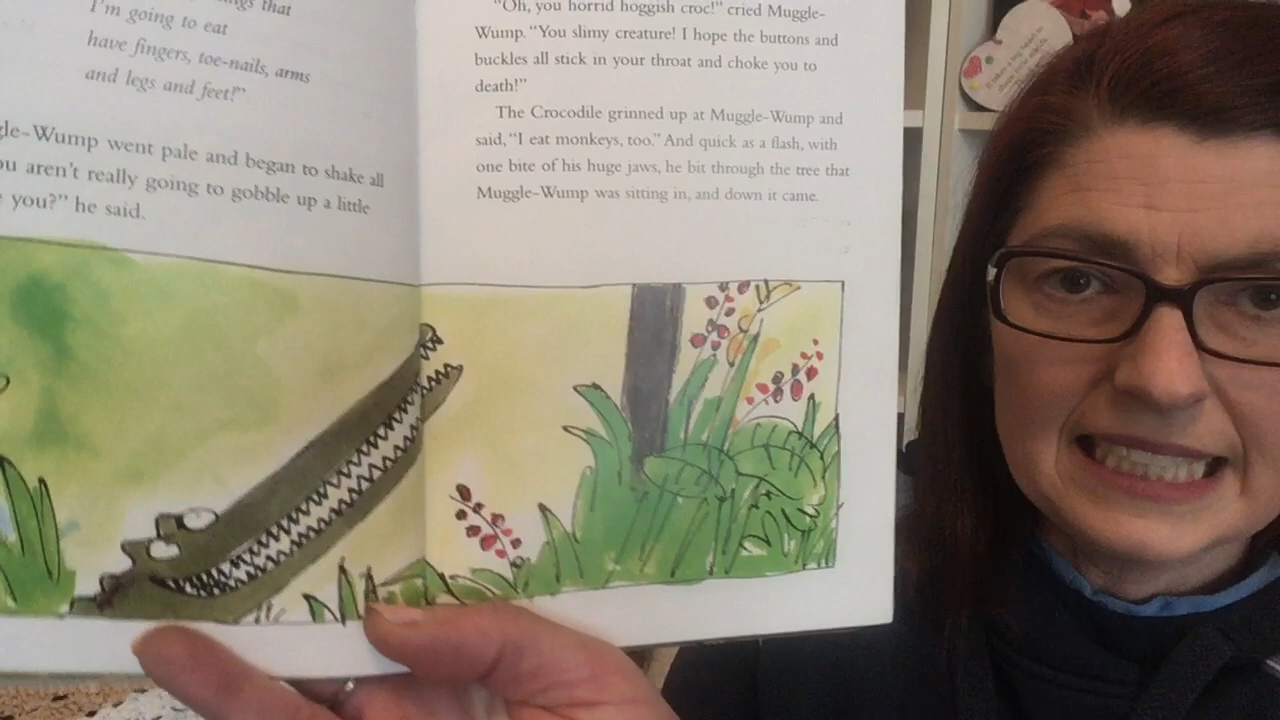 that
I'm going to eat
have fingers, toe-nails, arms
and legs and feet!"
Wump went pale and began to shake all
aren't really going to gobble up a little
you?" he said.
"Oh, you horrid hoggish croc!" cried Muggle-
Wump. "You slimy creature! I hope the buttons and
buckles all stick in your throat and choke you to
death!"
The Crocodile grinned up at Muggle-Wump and
said, "I eat monkeys, too." And quick as a flash, with
one bite of his huge jaws, he bit through the tree that
Muggle-Wump was sitting in, and down it came.